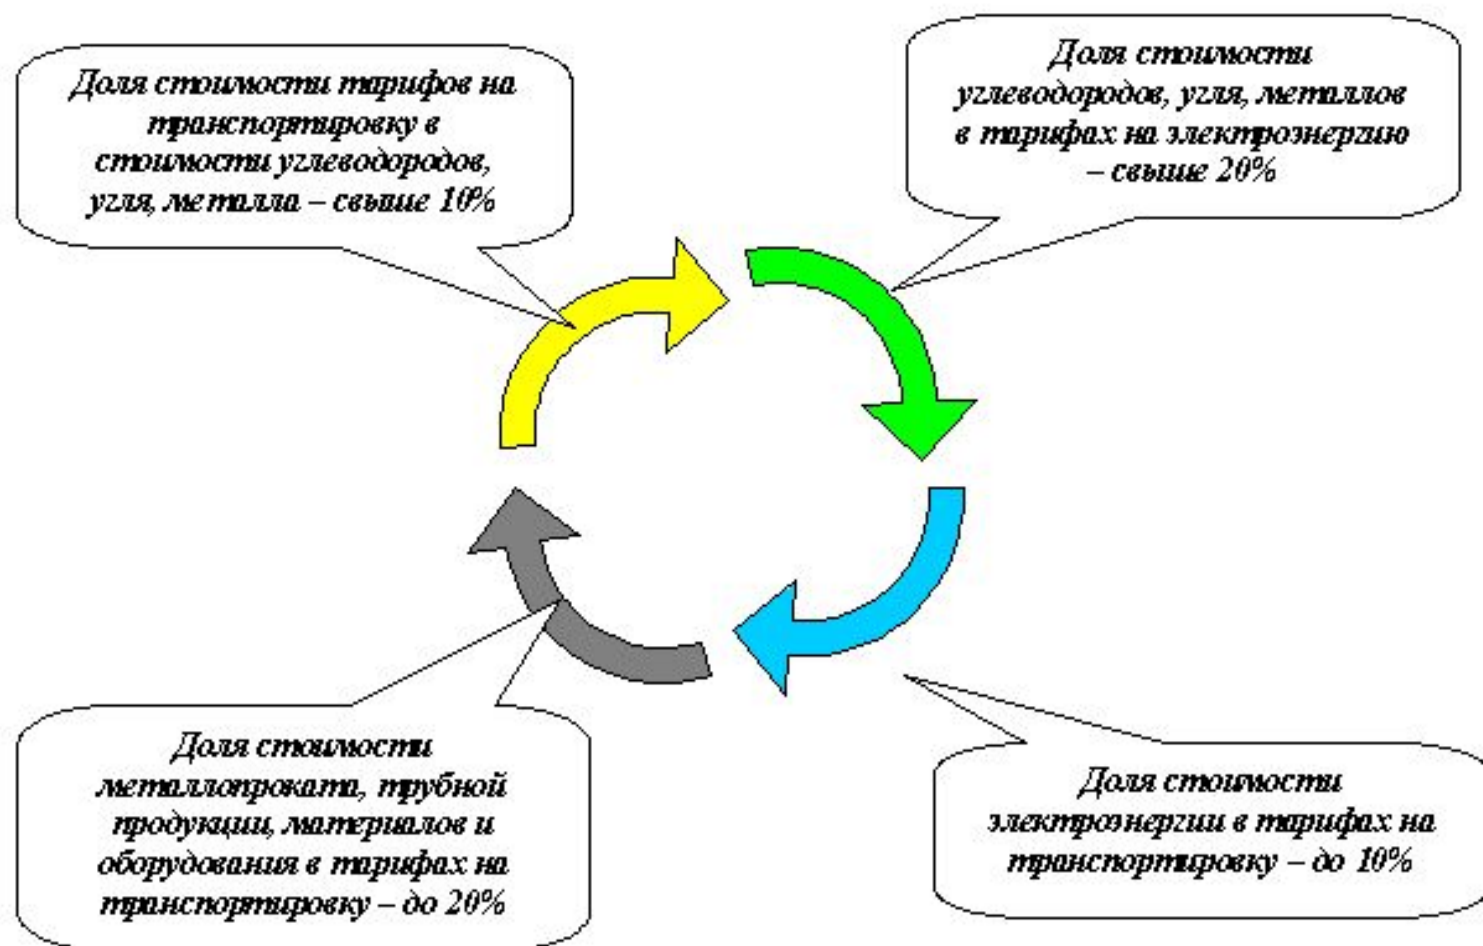 Доля стоимости тарифов на
транспортировку в
стоимости углеводородов,
угля, металла – свыше 10%
Доля стоимости
углеводородов, угля, металлов
в тарифах на электроэнергию
– свыше 20%
Доля стоимости
металлопроката, трубной
продукции, материалов и
оборудования в тарифах на
транспортировку – до 20%
Доля стоимости
электроэнергии в тарифах на
транспортировку – до 10%